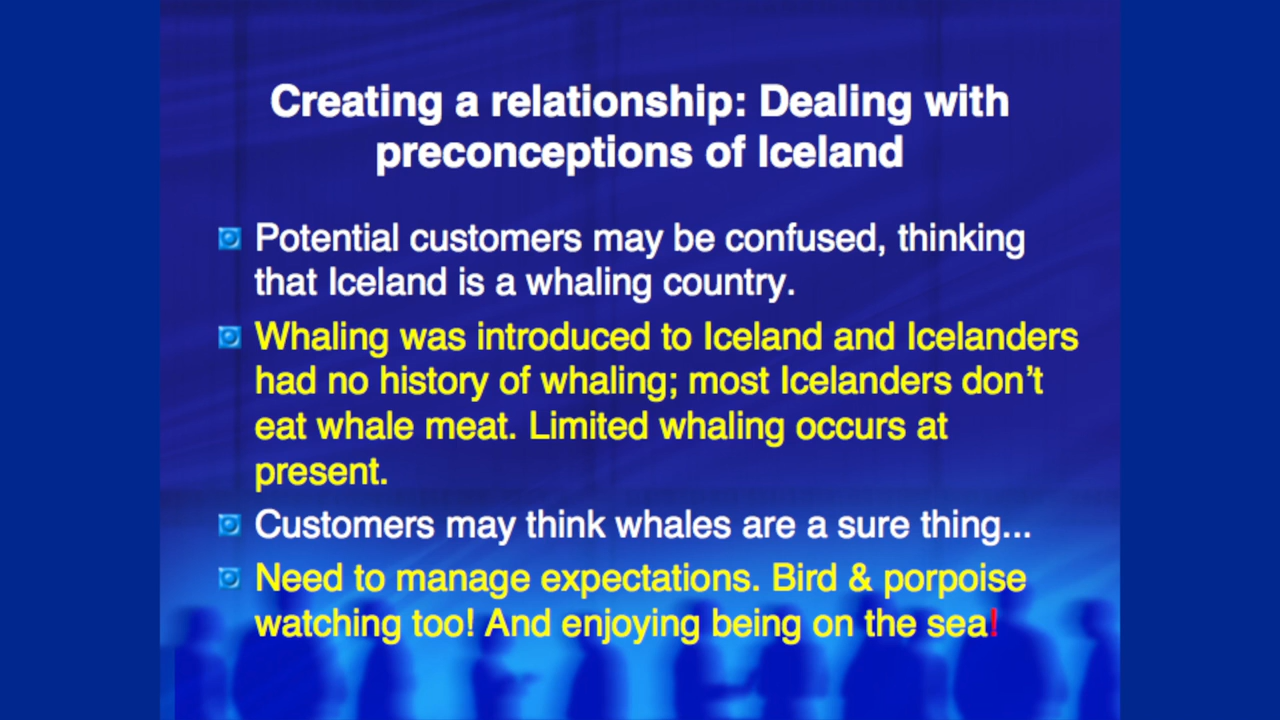 Creating a relationship: Dealing with
preconceptions of Iceland
Potential customers may be confused, thinking
that Iceland is a whaling country.
Whaling was introduced to Iceland and Icelanders
had no history of whaling; most Icelanders don’t
eat whale meat. Limited whaling occurs at
present.
Customers may think whales are a sure thing...
Need to manage expectations. Bird & porpoise
watching too! And enjoying being on the sea!